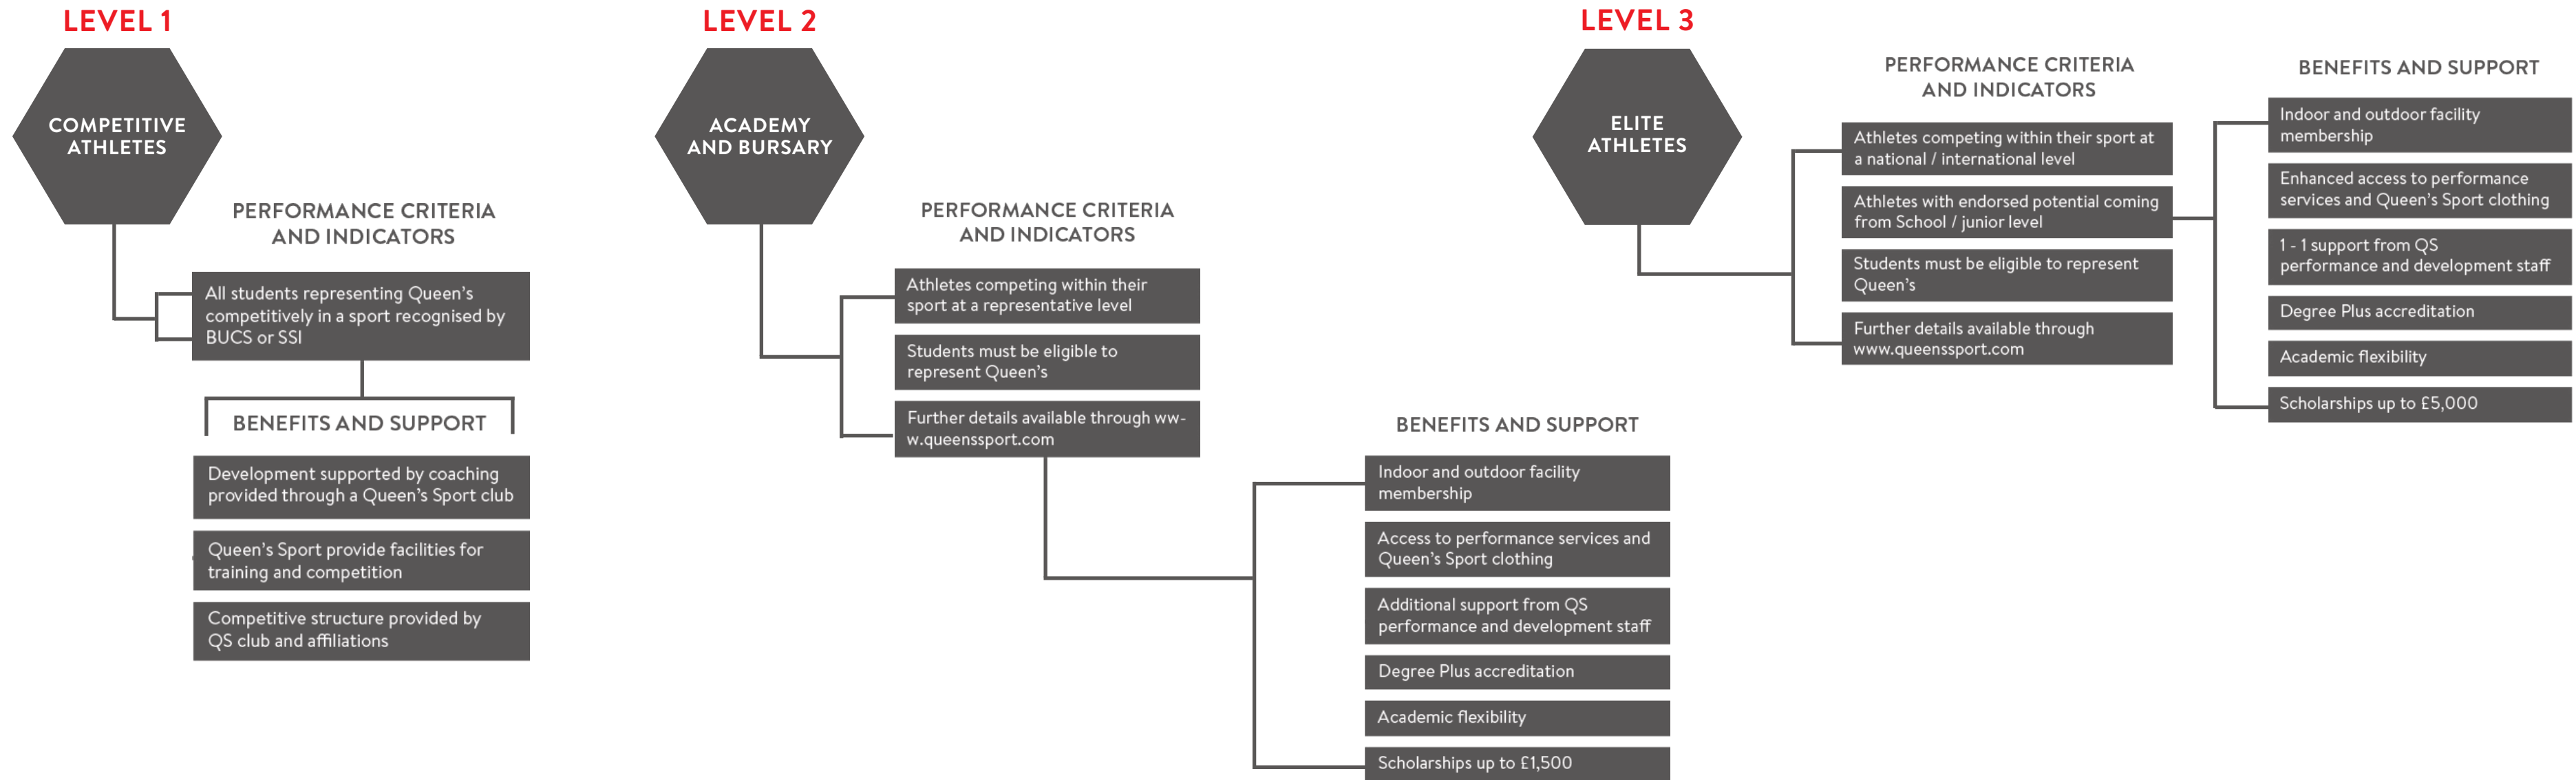 LEVEL 1
COMPETITIVE
ATHLETES
PERFORMANCE CRITERIA
AND INDICATORS
All students representing Queen's
competitively in a sport recognised by
BUCS or SSI
BENEFITS AND SUPPORT
Development supported by coaching
provided through a Queen's Sport club
Queen's Sport provide facilities for
training and competition
Competitive structure provided by
QS club and affiliations
LEVEL 2
ACADEMY
AND BURSARY
PERFORMANCE CRITERIA
AND INDICATORS
Athletes competing within their
sport at a representative level
Students must be eligible to
represent Queen's
Further details available through ww-
w.queenssport.com
BENEFITS AND SUPPORT
Indoor and outdoor facility
membership
Access to performance services and
Queen's Sport clothing
Additional support from QS
performance and development staff
Degree Plus accreditation
Academic flexibility
Scholarships up to £1,500
LEVEL 3
ELITE
ATHLETES
PERFORMANCE CRITERIA
AND INDICATORS
Athletes competing within their sport at
a national / international level
Athletes with endorsed potential coming
from School / junior level
Students must be eligible to represent
Queen's
Further details available through
www.queenssport.com
BENEFITS AND SUPPORT
Indoor and outdoor facility
membership
Enhanced access to performance
services and Queen's Sport clothing
1 - 1 support from QS
performance and development staff
Degree Plus accreditation
Academic flexibility
Scholarships up to £5,000